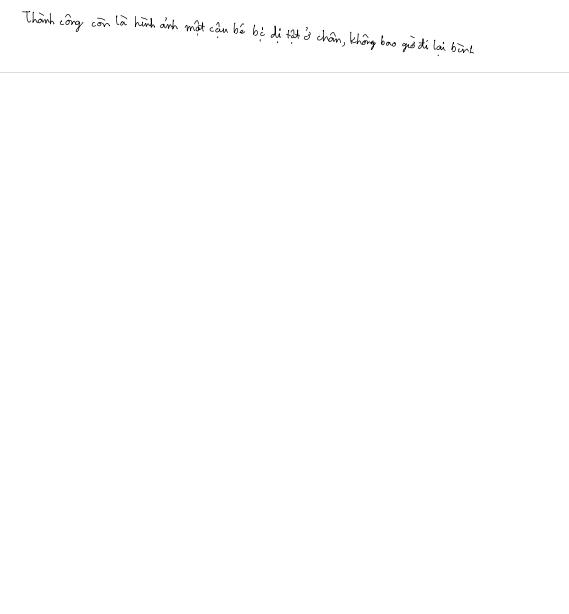 Thành công còn là hình ảnh một cậu bé bị dị tật ở chân, không bao giờ đi lại bình